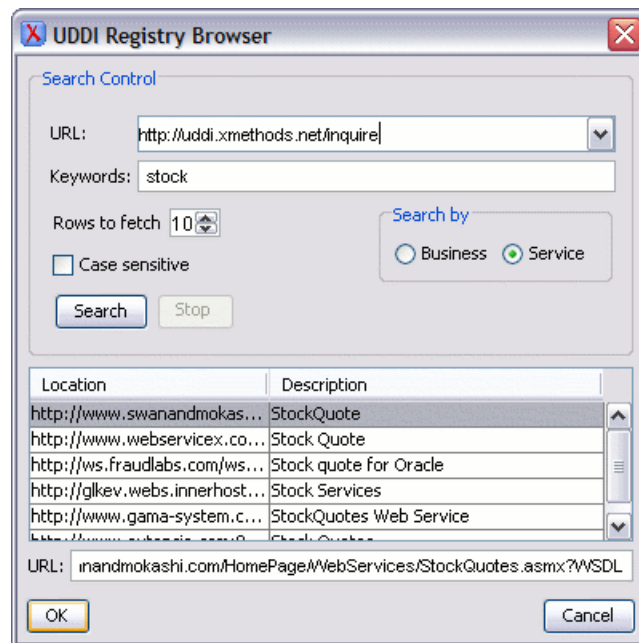 UDDI Registry Browser
Search Control
URL: http://uddi.xmethods.net/inquire
Keywords: stock
Rows to fetch 10
Search by
Business Service
Case sensitive
Search Stop
Location Description
http://www.swanandmokas... StockQuote
http://www.webservicex.co... Stock Quote
http://ws.fraudlabs.com/ws... Stock quote for Oracle
http://glkev.webs.innerhost... Stock Services
http://www.gama-system.c... StockQuotes Web Service
URL: nandmokashi.com/HomePage/WebServices/StockQuotes.asmx?WSDL
OK Cancel